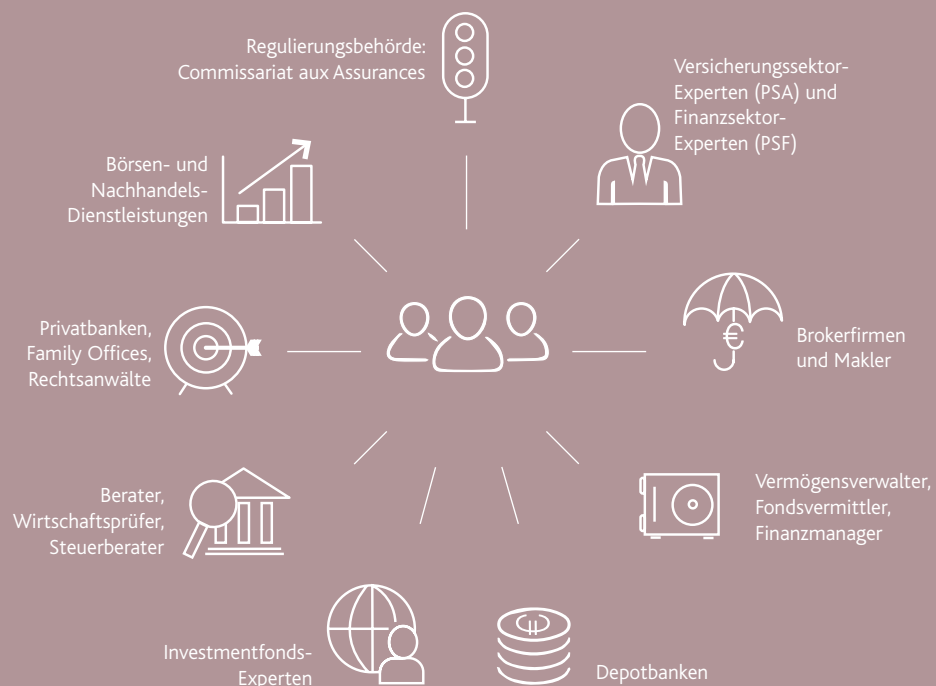 Regulierungsbehörde:
Commissariat aux Assurances
Versicherungssektor-
Experten (PSA) und
Finanzsektor-
Experten (PSF)
Börsen- und
Nachhandels-
Dienstleistungen
Privatbanken,
Family Offices,
Rechtsanwälte
€
Brokerfirmen
und Makler
Berater,
Wirtschaftsprüfer,
Steuerberater
Vermögensverwalter,
Fondsvermittler,
Finanzmanager
Investmentfonds-
Experten
Depotbanken